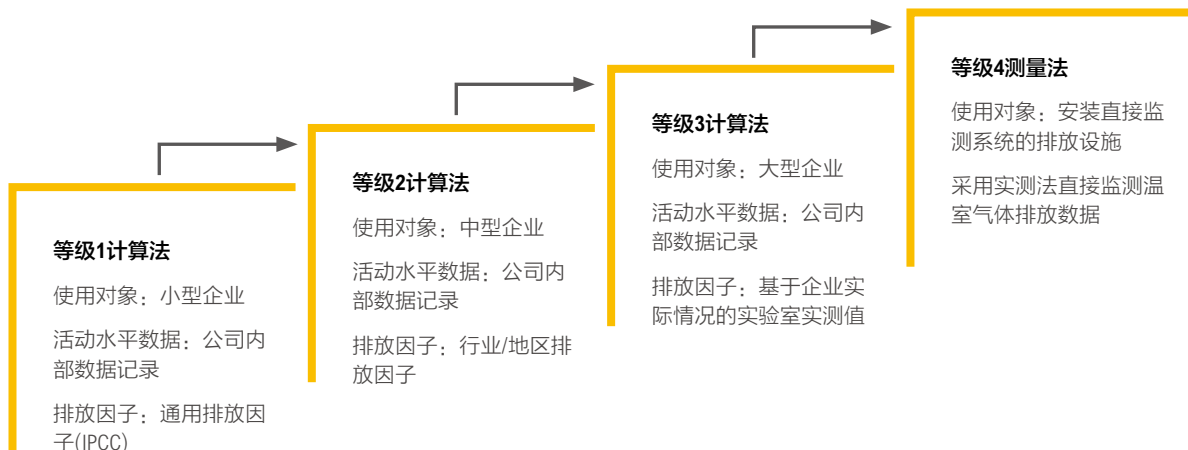 等级1计算法
使用对象：小型企业
活动水平数据：公司内
部数据记录
排放因子：通用排放因
子(IPCC)
等级2计算法
使用对象：中型企业
活动水平数据：公司内
部数据记录
排放因子：行业/地区排
放因子
等级3计算法
使用对象：大型企业
活动水平数据：公司内
部数据记录
排放因子：基于企业实
际情况的实验室实测值
等级4测量法
使用对象：安装直接监
测系统的排放设施
采用实测法直接监测温
室气体排放数据